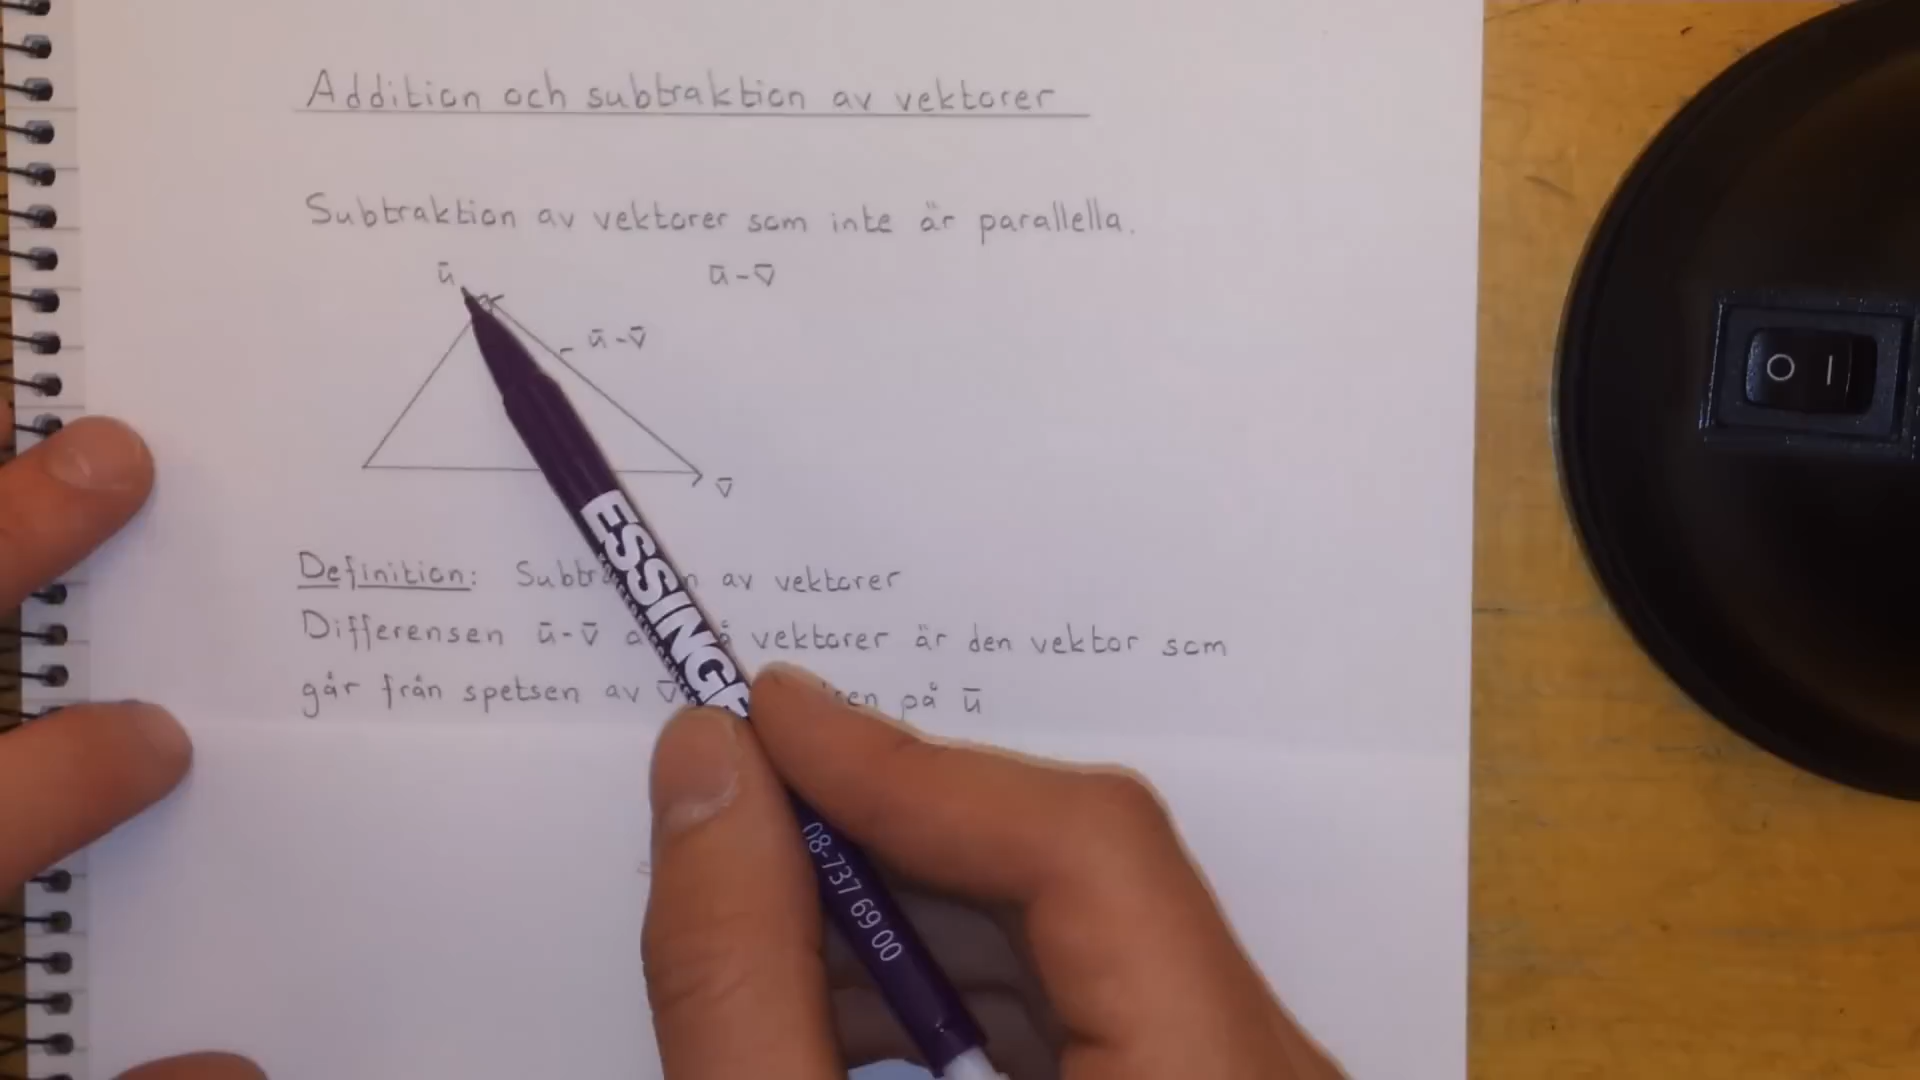 Addition och subtraktion av vektorer
Subtraktion av vektorer som inte är parallella.
ū
ū - v̄
ū - v̄
v̄
Definition: av vektorer
Differensen ū - v̄ vektorer är den vektor som
går från spetsen av v̄ på ū
ESSINGE
08-737 69 00
O I